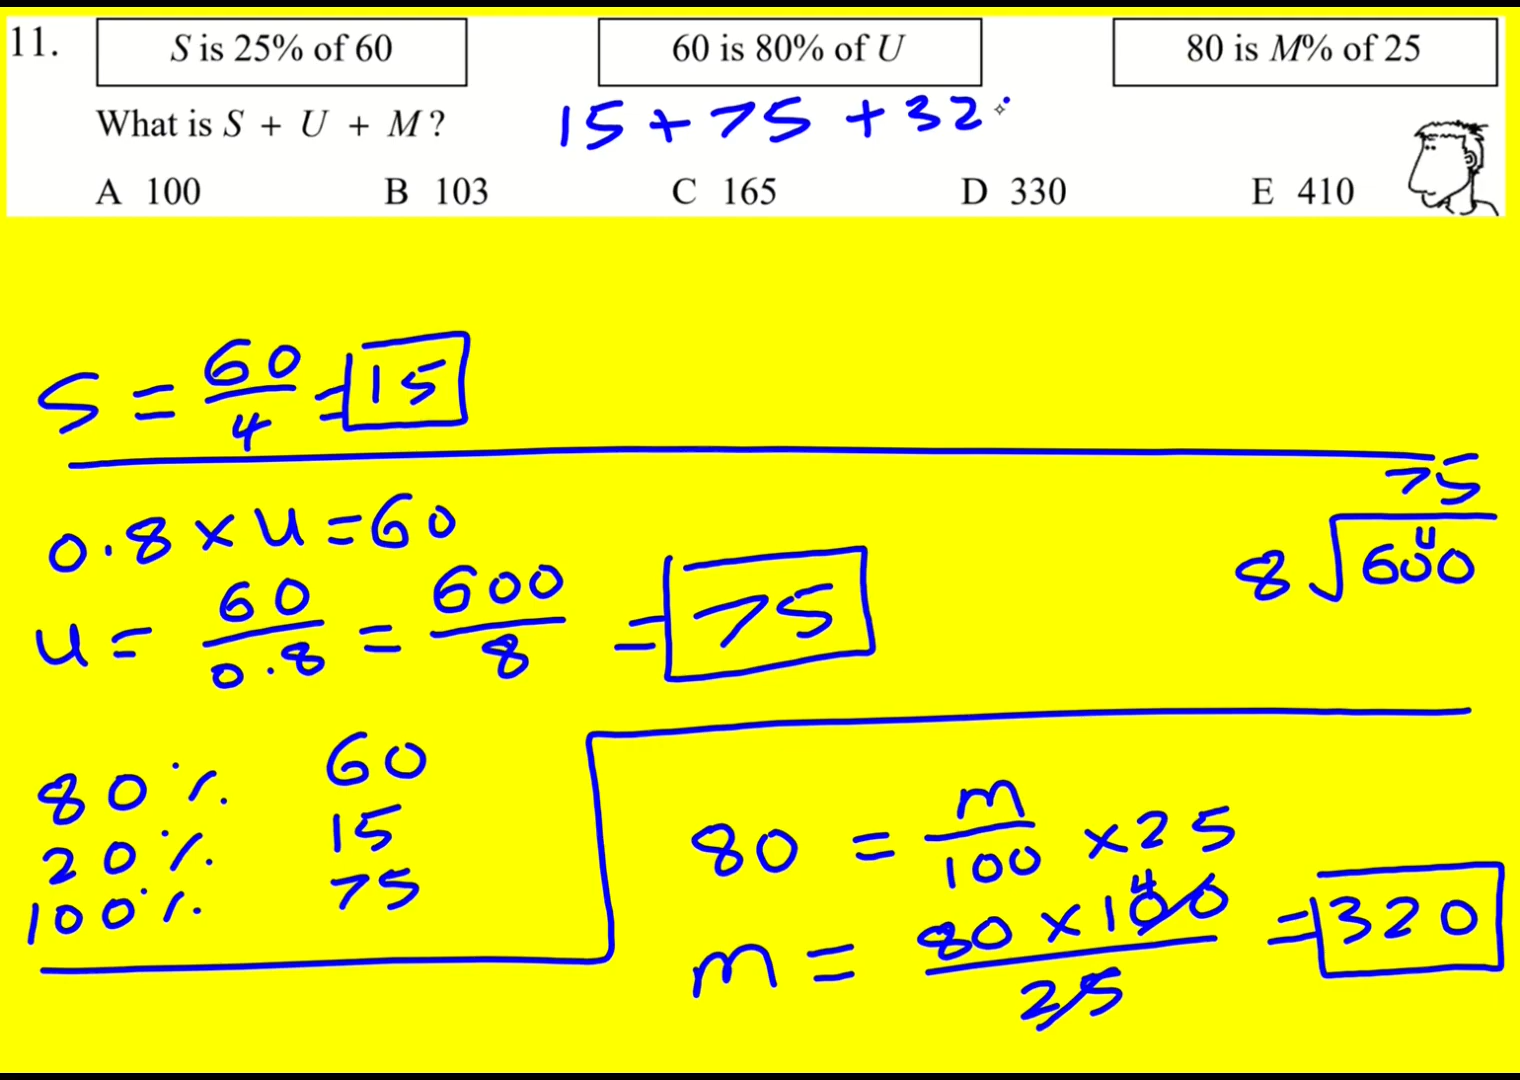 11. S is 25% of 60 60 is 80% of U 80 is M% of 25
What is S + U + M? 15 + 75 + 32
A 100 B 103 C 165 D 330 E 410
S = 60/4 = 15
0.8 × u = 60
u = 60/0.8 = 600/8 = 75
75
8 √600
4
80% 60
20% 15
100% 75
80 = m/100 × 25
m = 80 × 100/25 = 320
4